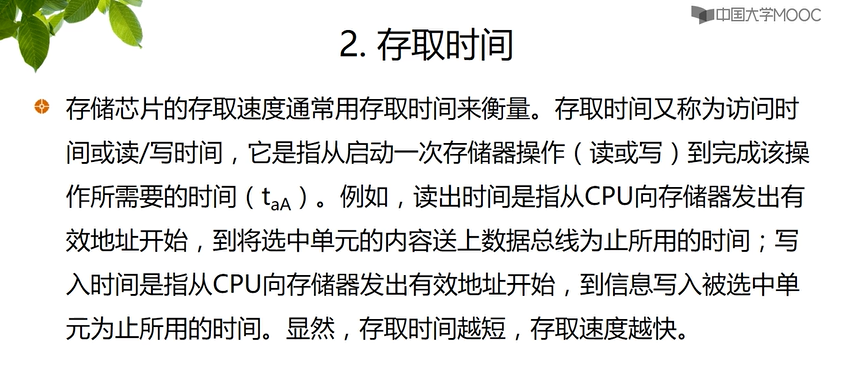 中国大学MOOC
2. 存取时间
存储芯片的存取速度通常用存取时间来衡量。存取时间又称为访问时
间或读/写时间，它是指从启动一次存储器操作（读或写）到完成该操
作所需要的时间（taA）。例如，读出时间是指从CPU向存储器发出有
效地址开始，到将选中单元的内容送上数据总线为止所用的时间；写
入时间是指从CPU向存储器发出有效地址开始，到信息写入被选中单
元为止所用的时间。显然，存取时间越短，存取速度越快。